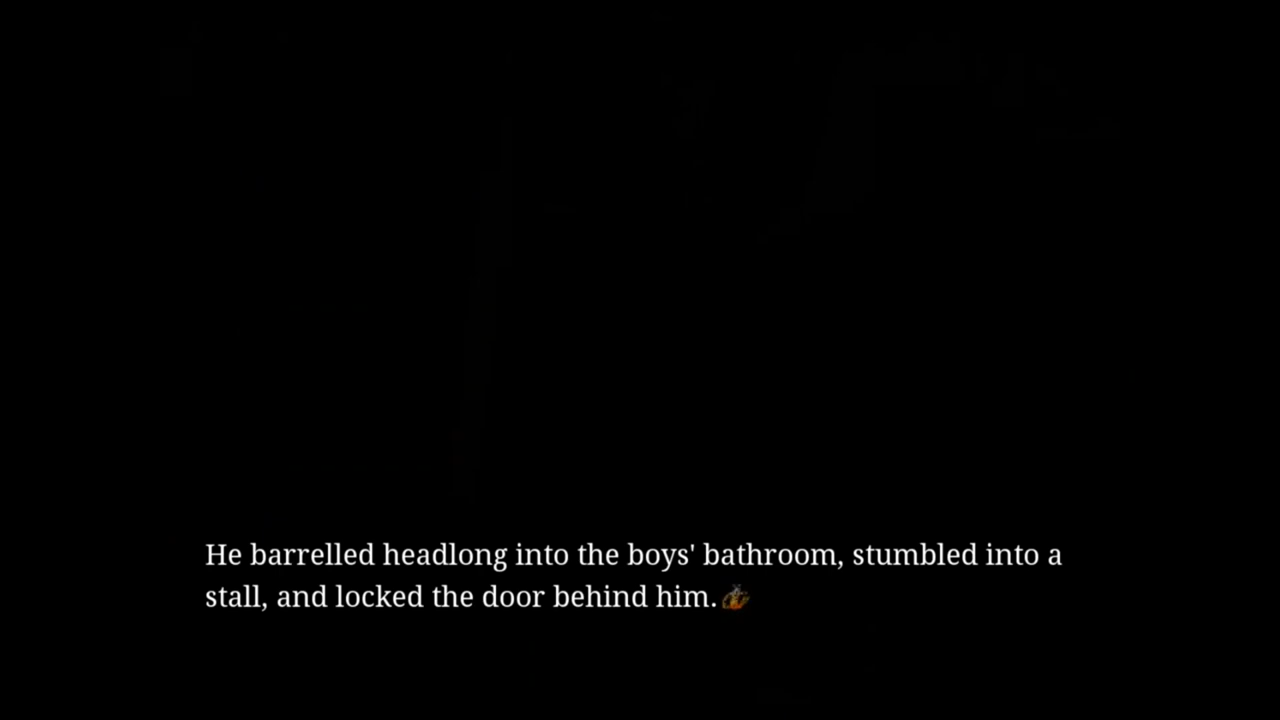 He barrelled headlong into the boys' bathroom, stumbled into a
stall, and locked the door behind him.